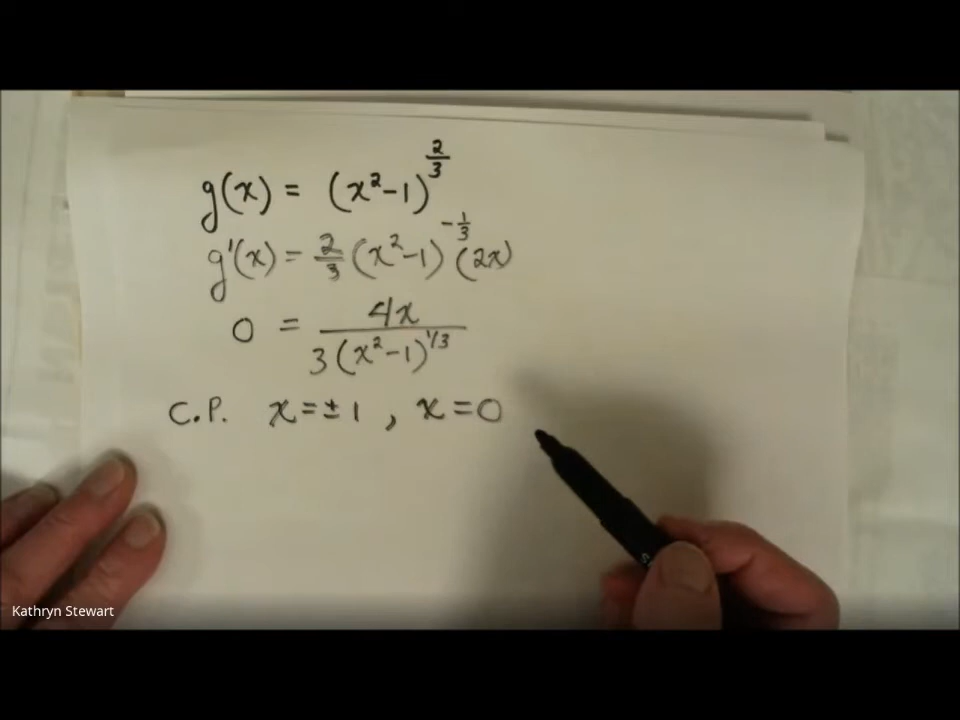 g(x) = (x²-1)^(2/3)
g'(x) = 2/3 (x²-1)^(-1/3) (2x)
0 = 4x / 3(x²-1)^(1/3)
C.P. x = ±1 , x = 0
Kathryn Stewart